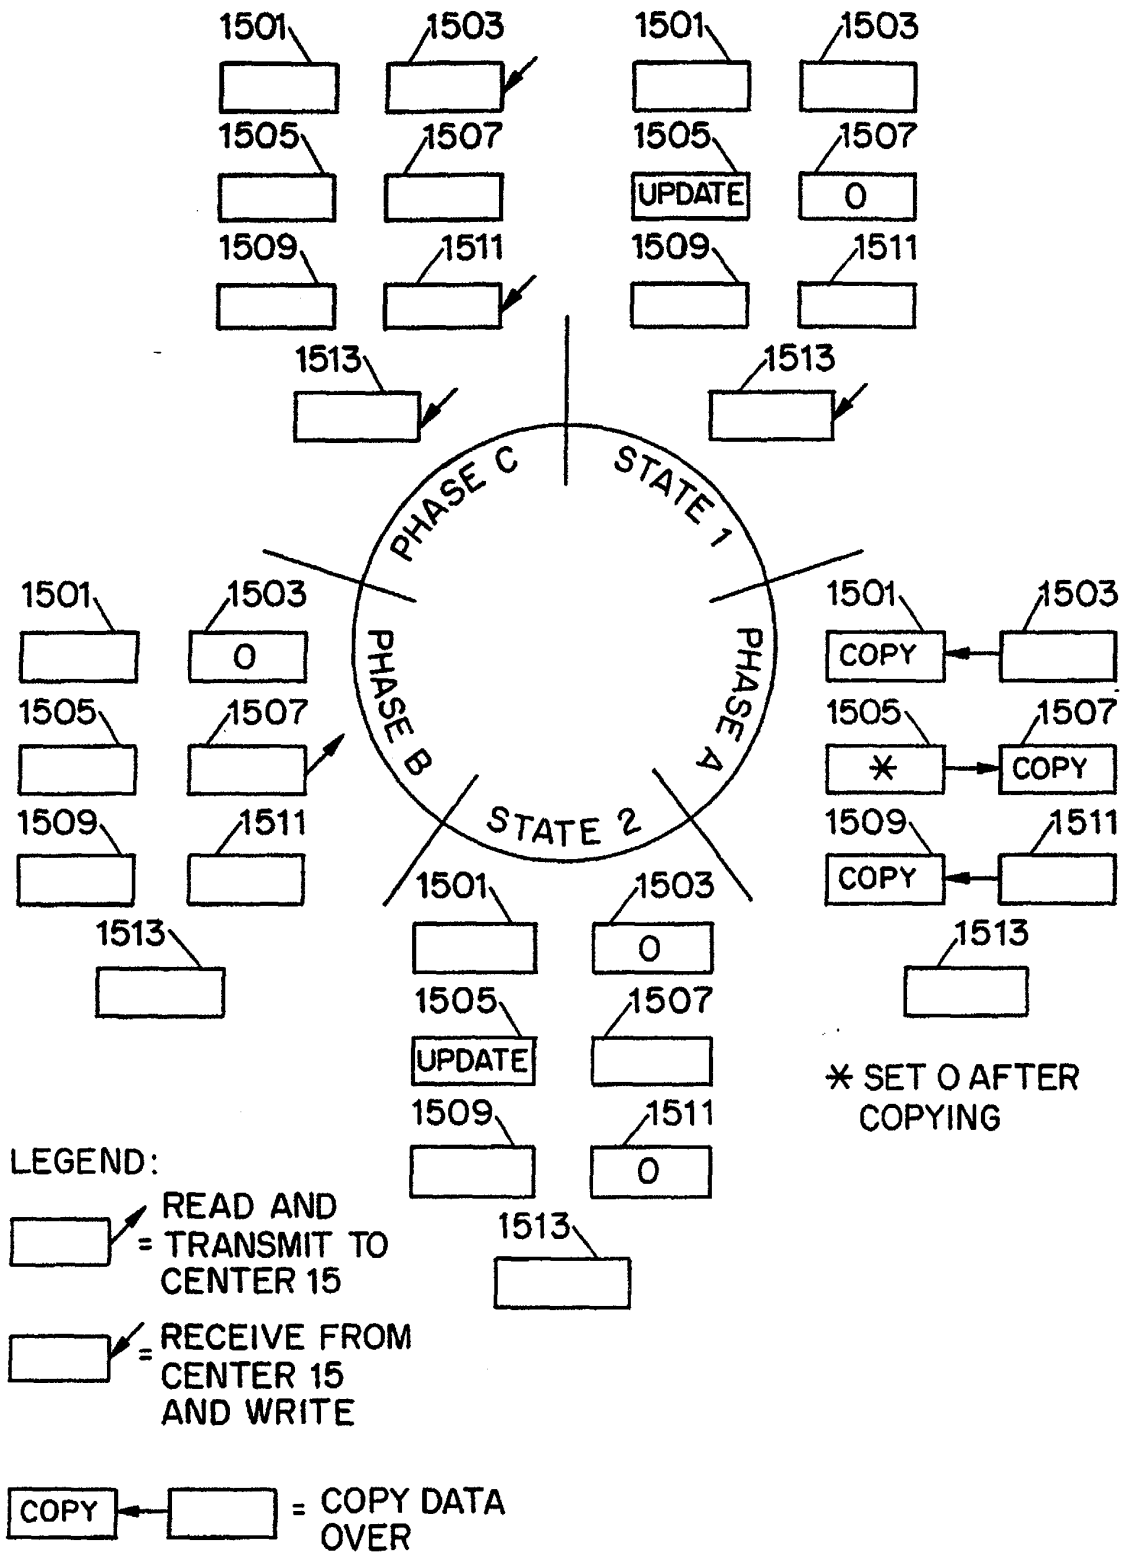 1501 1503 1501 1503
1505 1507 1505 1507
UPDATE 0
1509 1511 1509 1511
1513 1513
PHASE C STATE 1
1501 1503 1501 1503
0 COPY
PHASE B PHASE A
1505 1507 1505 1507
* COPY
1509 1511 1509 1511
COPY
STATE 2
1501 1503
1513 0 1513
1505 1507
UPDATE
* SET 0 AFTER
COPYING
1509 1511
0
1513
LEGEND:
READ AND
= TRANSMIT TO
CENTER 15
= RECEIVE FROM
CENTER 15
AND WRITE
COPY = COPY DATA
OVER